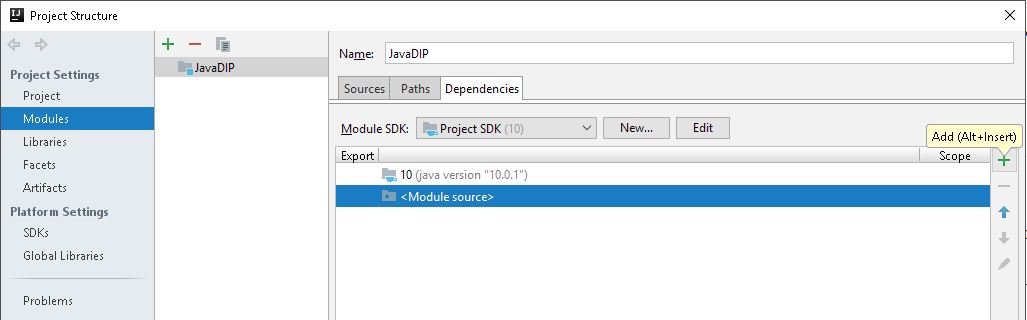 IJ Project Structure
Project Settings
Project
Modules
Libraries
Facets
Artifacts
Platform Settings
SDKs
Global Libraries
Problems
JavaDIP
Name: JavaDIP
Sources Paths Dependencies
Module SDK: Project SDK (10) New... Edit
Add (Alt+Insert)
Export Scope
10 (java version "10.0.1")
<Module source>